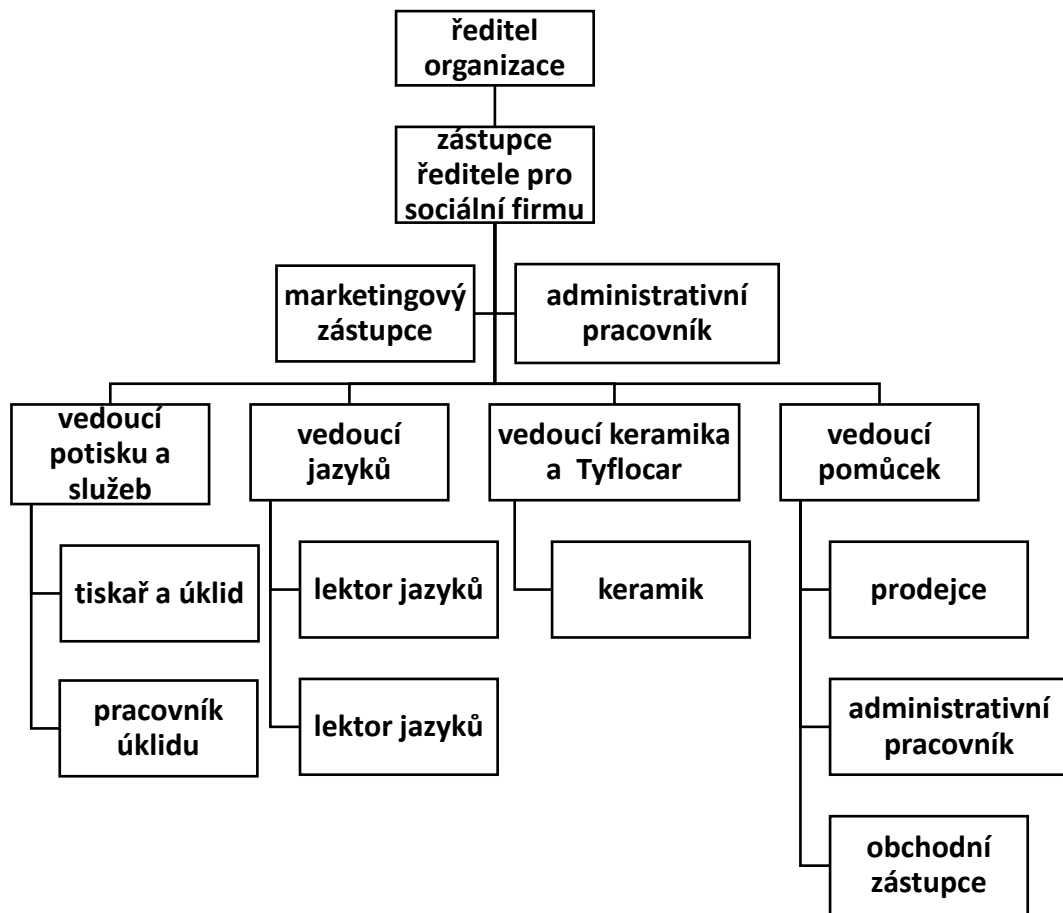 ředitel
organizace
zástupce
ředitele pro
sociální firmu
marketingový
zástupce
administrativní
pracovník
vedoucí
potisku a
služeb
vedoucí
jazyků
vedoucí keramika
a Tyflocar
vedoucí
pomůcek
tiskař a úklid
lektor jazyků
keramik
prodejce
pracovník
úklidu
lektor jazyků
administrativní
pracovník
obchodní
zástupce